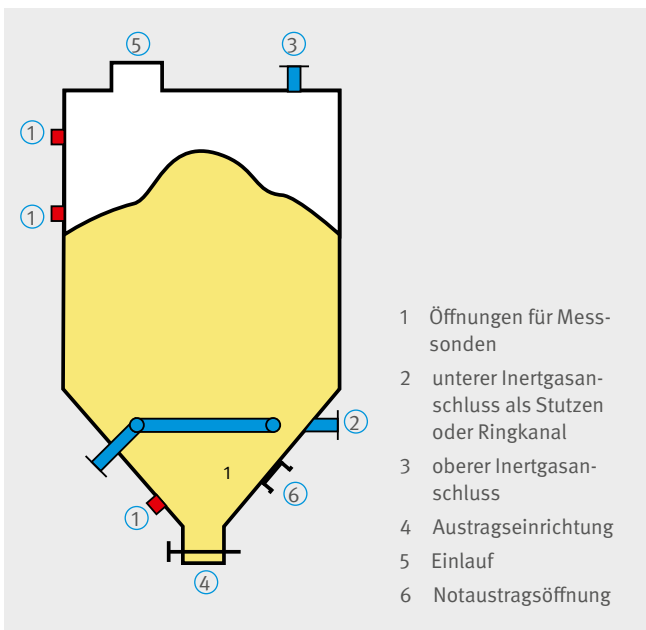 5
3
1
1
2
1
6
1
4
1 Öffnungen für Mess-
sonden
2 unterer Inertgasan-
schluss als Stutzen
oder Ringkanal
3 oberer Inertgasan-
schluss
4 Austragseinrichtung
5 Einlauf
6 Notaustragsöffnung